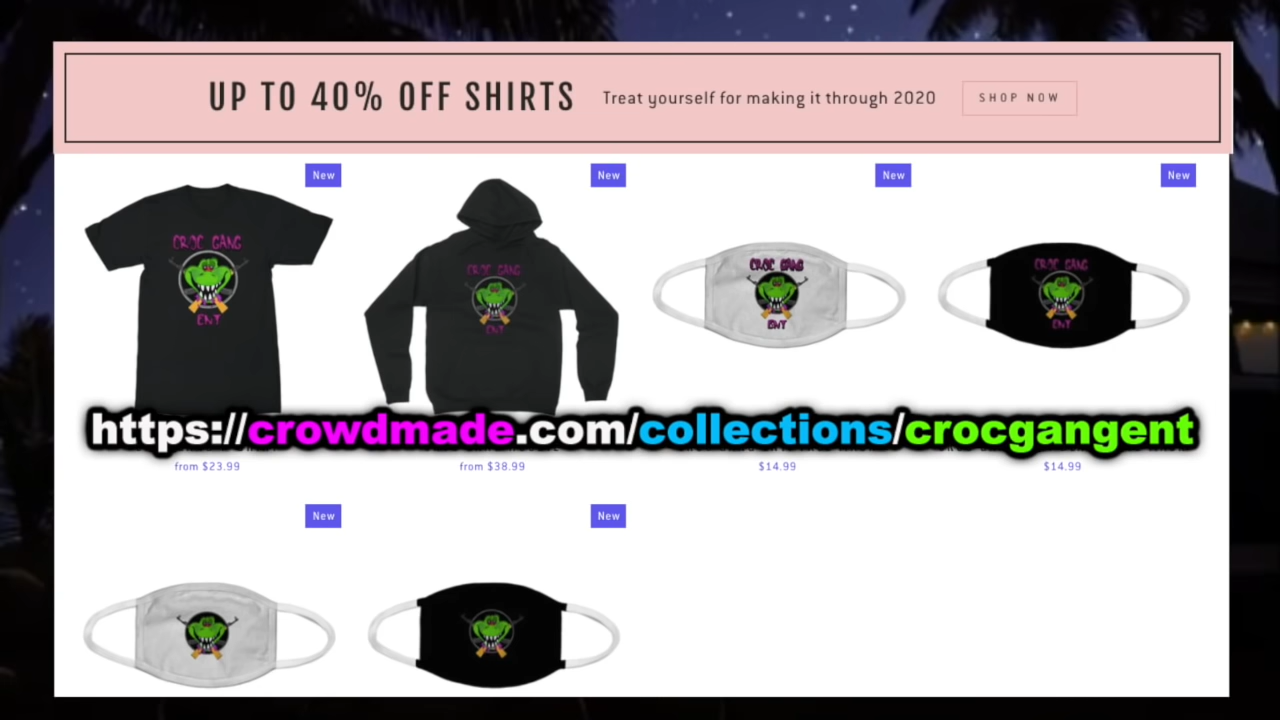 UP TO 40% OFF SHIRTS
Treat yourself for making it through 2020
SHOP NOW
New
New
New
New
CROC GANG
ENT
CROC GANG
ENT
CROC GANG
ENT
CROC GANG
ENT
https://crowdmade.com/collections/crocgangent
from $23.99
from $38.99
$14.99
$14.99
New
New